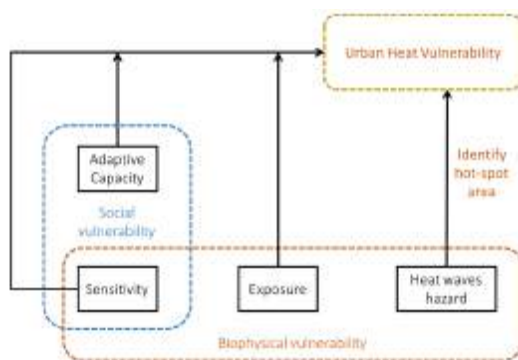 Urban Heat Vulnerability
Adaptive
Capacity
Identify
hot-spot
area
Social
vulnerability
Sensitivity
Exposure
Heat waves
hazard
Biophysical vulnerability